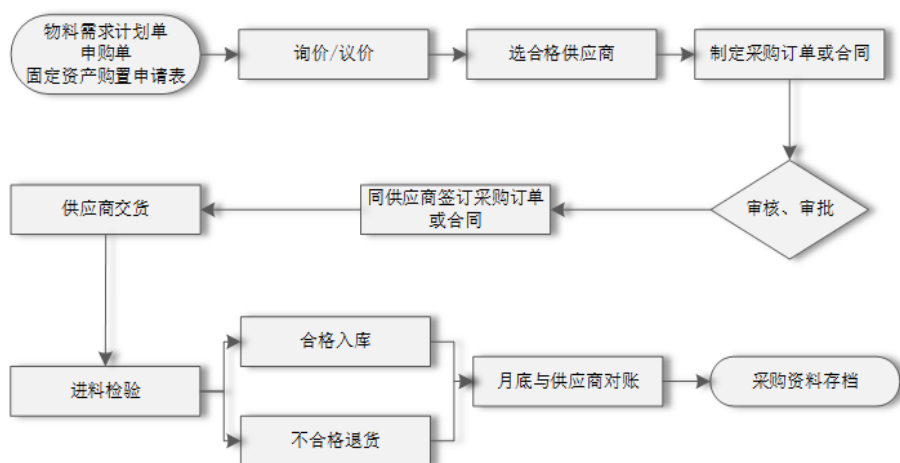 物料需求计划单
申购单
固定资产购置申请表
询价/议价
选合格供应商
制定采购订单或合同
审核、审批
同供应商签订采购订单
或合同
供应商交货
进料检验
合格入库
不合格退货
月底与供应商对账
采购资料存档